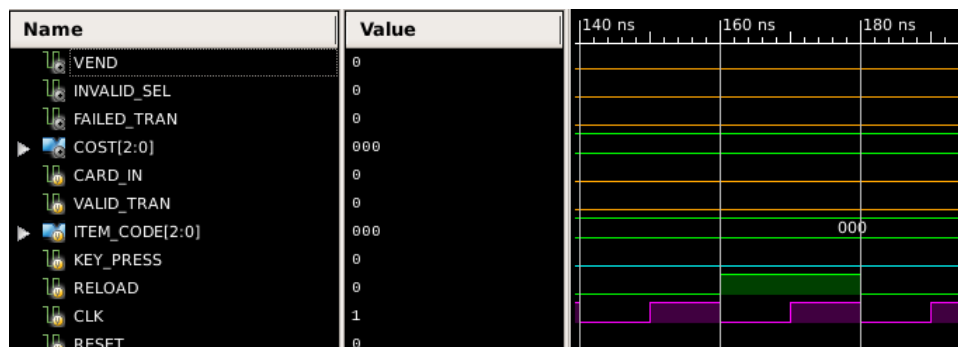 Name Value 140 ns 160 ns 180 ns
VEND 0
INVALID_SEL 0
FAILED_TRAN 0
COST[2:0] 000
CARD_IN 0
VALID_TRAN 0
ITEM_CODE[2:0] 000 000
KEY_PRESS 0
RELOAD 0
CLK 1
RESET 0